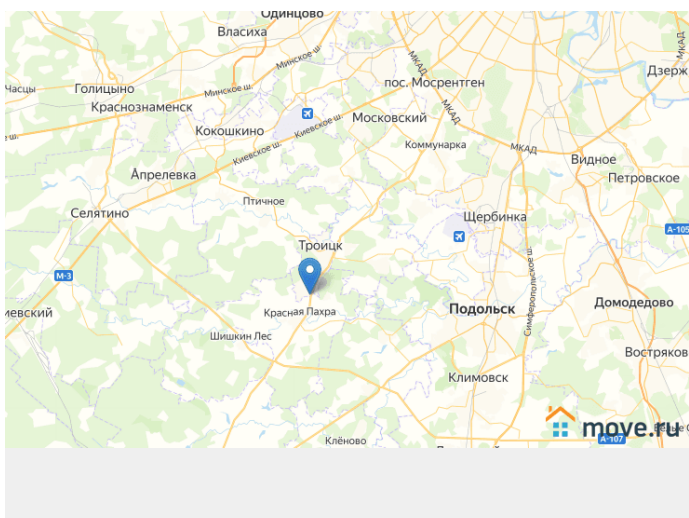 Одинцово
Власиха
Минское ш.
МКАД
МКАД
пос. Мосрентген
Дзерж
Голицыно
Часцы
Минское ш.
Краснознаменск
Киевское ш.
Московский
МКАД
Кокошкино
ш.
Коммунарка
МКАД
Киевское ш.
Видное
Апрелевка
Петровское
Птичное
Селятино
Щербинка
А-105
Троицк
М-3
Симферопольское ш.
Домодедово
Подольск
Красная Пахра
иевский
Шишкин Лес
Востряков
Климовск
move.ru
Клёново
А-107